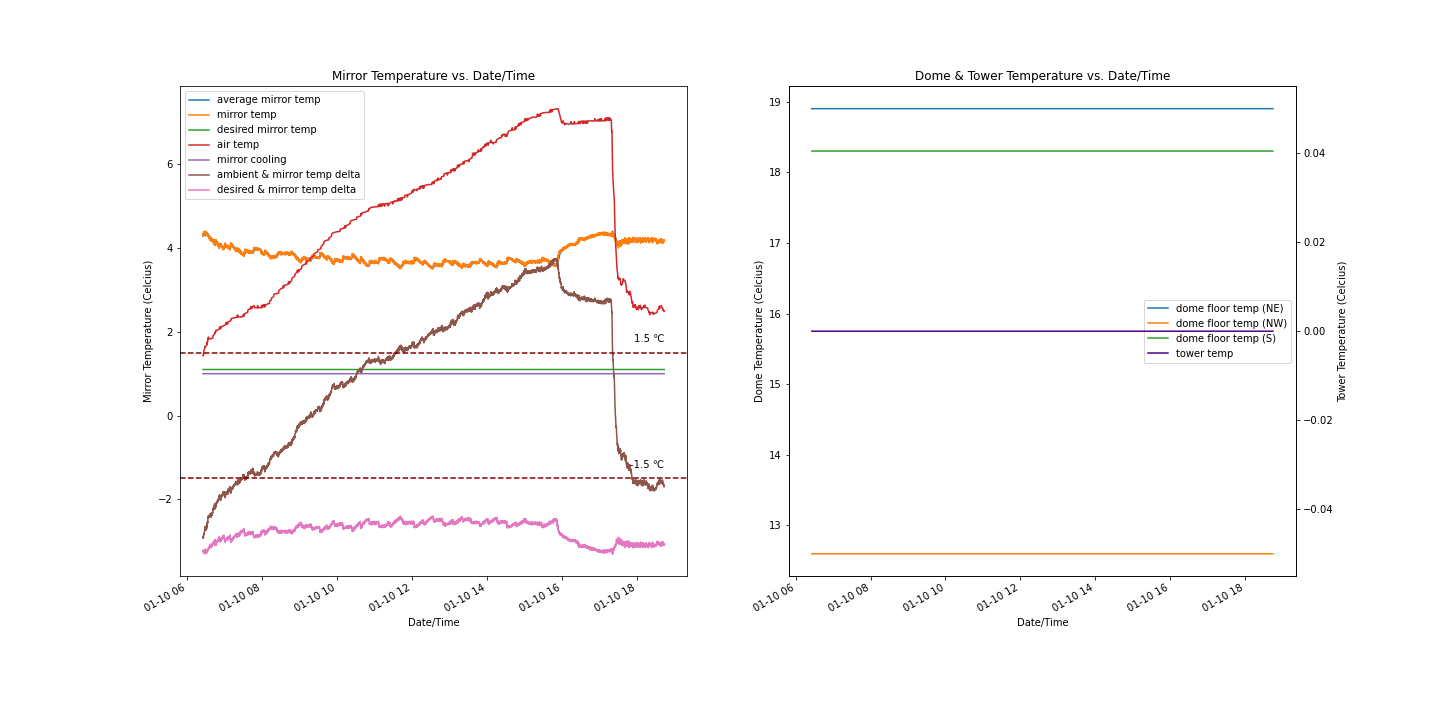 Mirror Temperature vs. Date/Time
average mirror temp
mirror temp
desired mirror temp
air temp
mirror cooling
ambient & mirror temp delta
desired & mirror temp delta
6
4
2
0
−2
Mirror Temperature (Celcius)
1.5 ℃
-1.5 ℃
01-10 06
01-10 08
01-10 10
01-10 12
01-10 14
01-10 16
01-10 18
Date/Time
Dome & Tower Temperature vs. Date/Time
19
18
17
16
15
14
13
Dome Temperature (Celcius)
dome floor temp (NE)
dome floor temp (NW)
dome floor temp (S)
tower temp
0.04
0.02
0.00
−0.02
−0.04
Tower Temperature (Celcius)
01-10 06
01-10 08
01-10 10
01-10 12
01-10 14
01-10 16
01-10 18
Date/Time